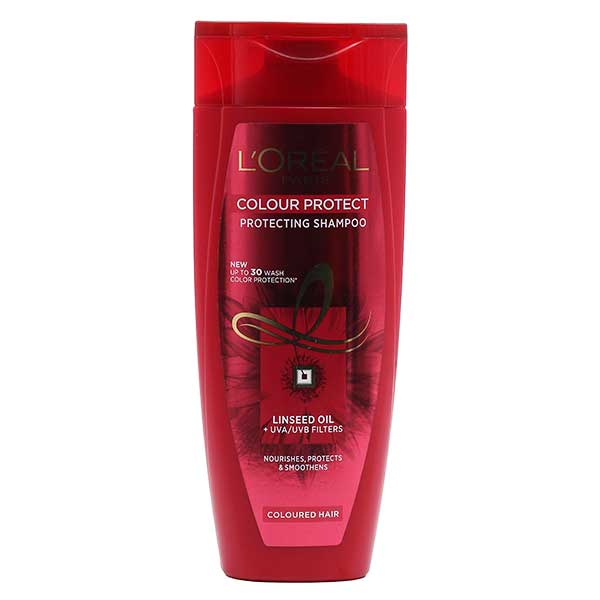 L'ORÉAL
PARIS
COLOUR PROTECT
PROTECTING SHAMPOO
NEW
UP TO 30 WASH
COLOR PROTECTION*
LINSEED OIL
+ UVA/UVB FILTERS
NOURISHES, PROTECTS
& SMOOTHENS
COLOURED HAIR